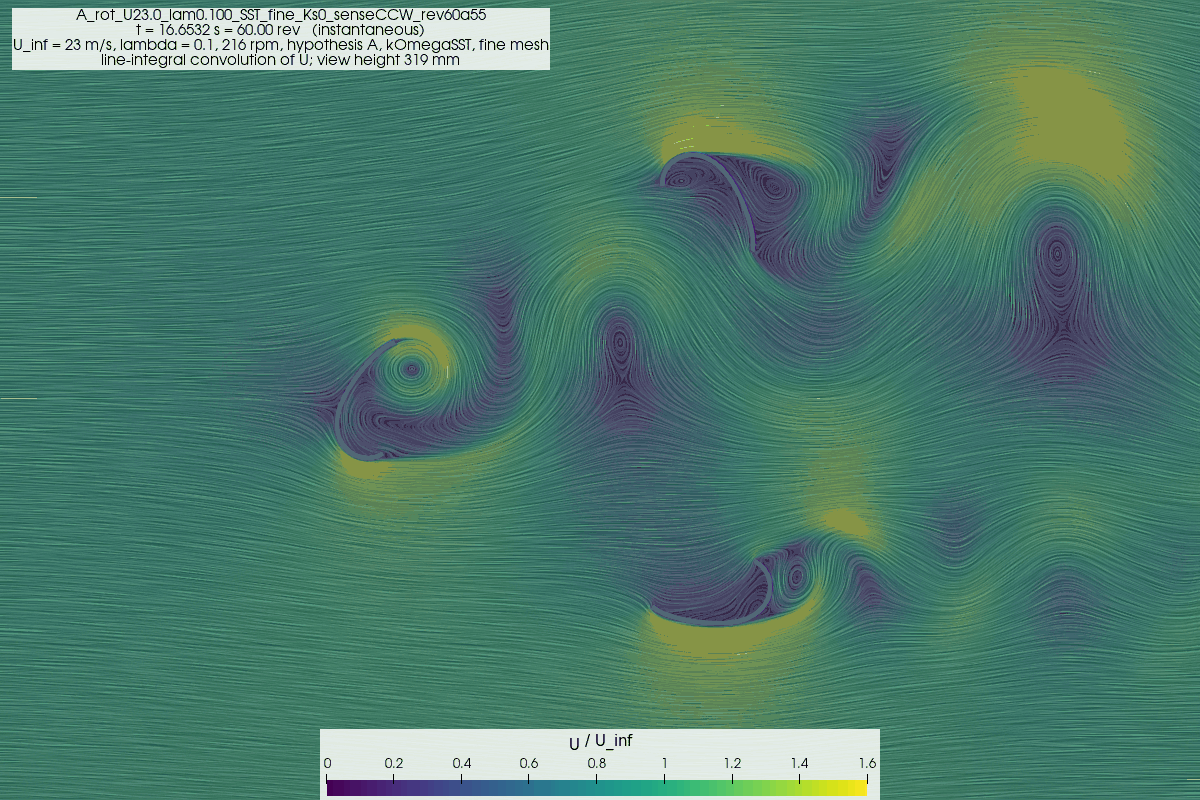 A_rot_U23.0_lam0.100_SST_fine_Ks0_senseCCW_rev60a55
t = 16.6532 s = 60.00 rev   (instantaneous)
U_inf = 23 m/s, lambda = 0.1, 216 rpm, hypothesis A, kOmegaSST, fine mesh
line-integral convolution of U; view height 319 mm
U / U_inf
0 0.2 0.4 0.6 0.8 1 1.2 1.4 1.6